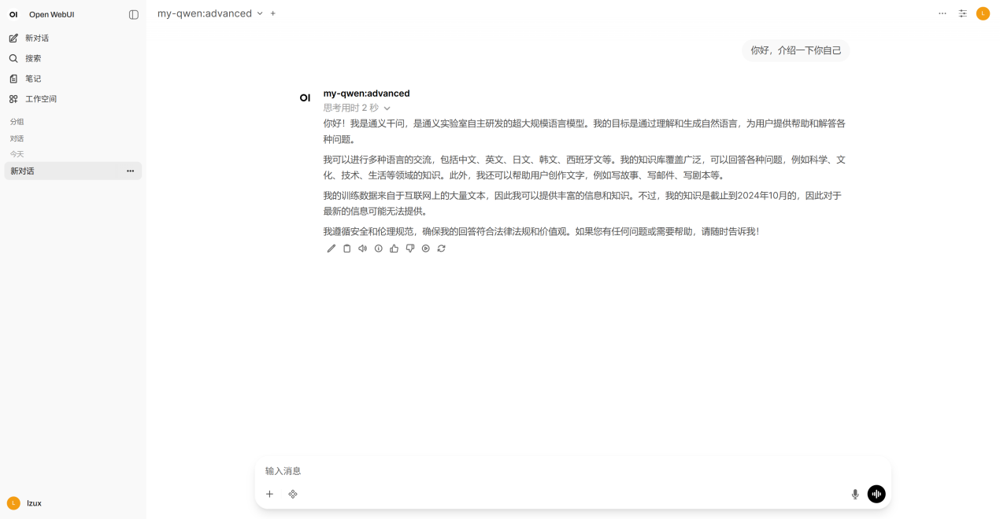 OI Open WebUI
新对话
搜索
笔记
工作空间
分组
对话
今天
新对话
L lzux
my-qwen:advanced
L
你好，介绍一下你自己
OI
my-qwen:advanced
思考用时 2 秒
你好！我是通义千问，是通义实验室自主研发的超大规模语言模型。我的目标是通过理解和生成自然语言，为用户提供帮助和解答各
种问题。
我可以进行多种语言的交流，包括中文、英文、日文、韩文、西班牙文等。我的知识库覆盖广泛，可以回答各种问题，例如科学、文
化、技术、生活等领域的知识。此外，我还可以帮助用户创作文字，例如写故事、写邮件、写剧本等。
我的训练数据来自于互联网上的大量文本，因此我可以提供丰富的信息和知识。不过，我的知识是截止到2024年10月的，因此对于
最新的信息可能无法提供。
我遵循安全和伦理规范，确保我的回答符合法律法规和价值观。如果您有任何问题或需要帮助，请随时告诉我！
输入消息